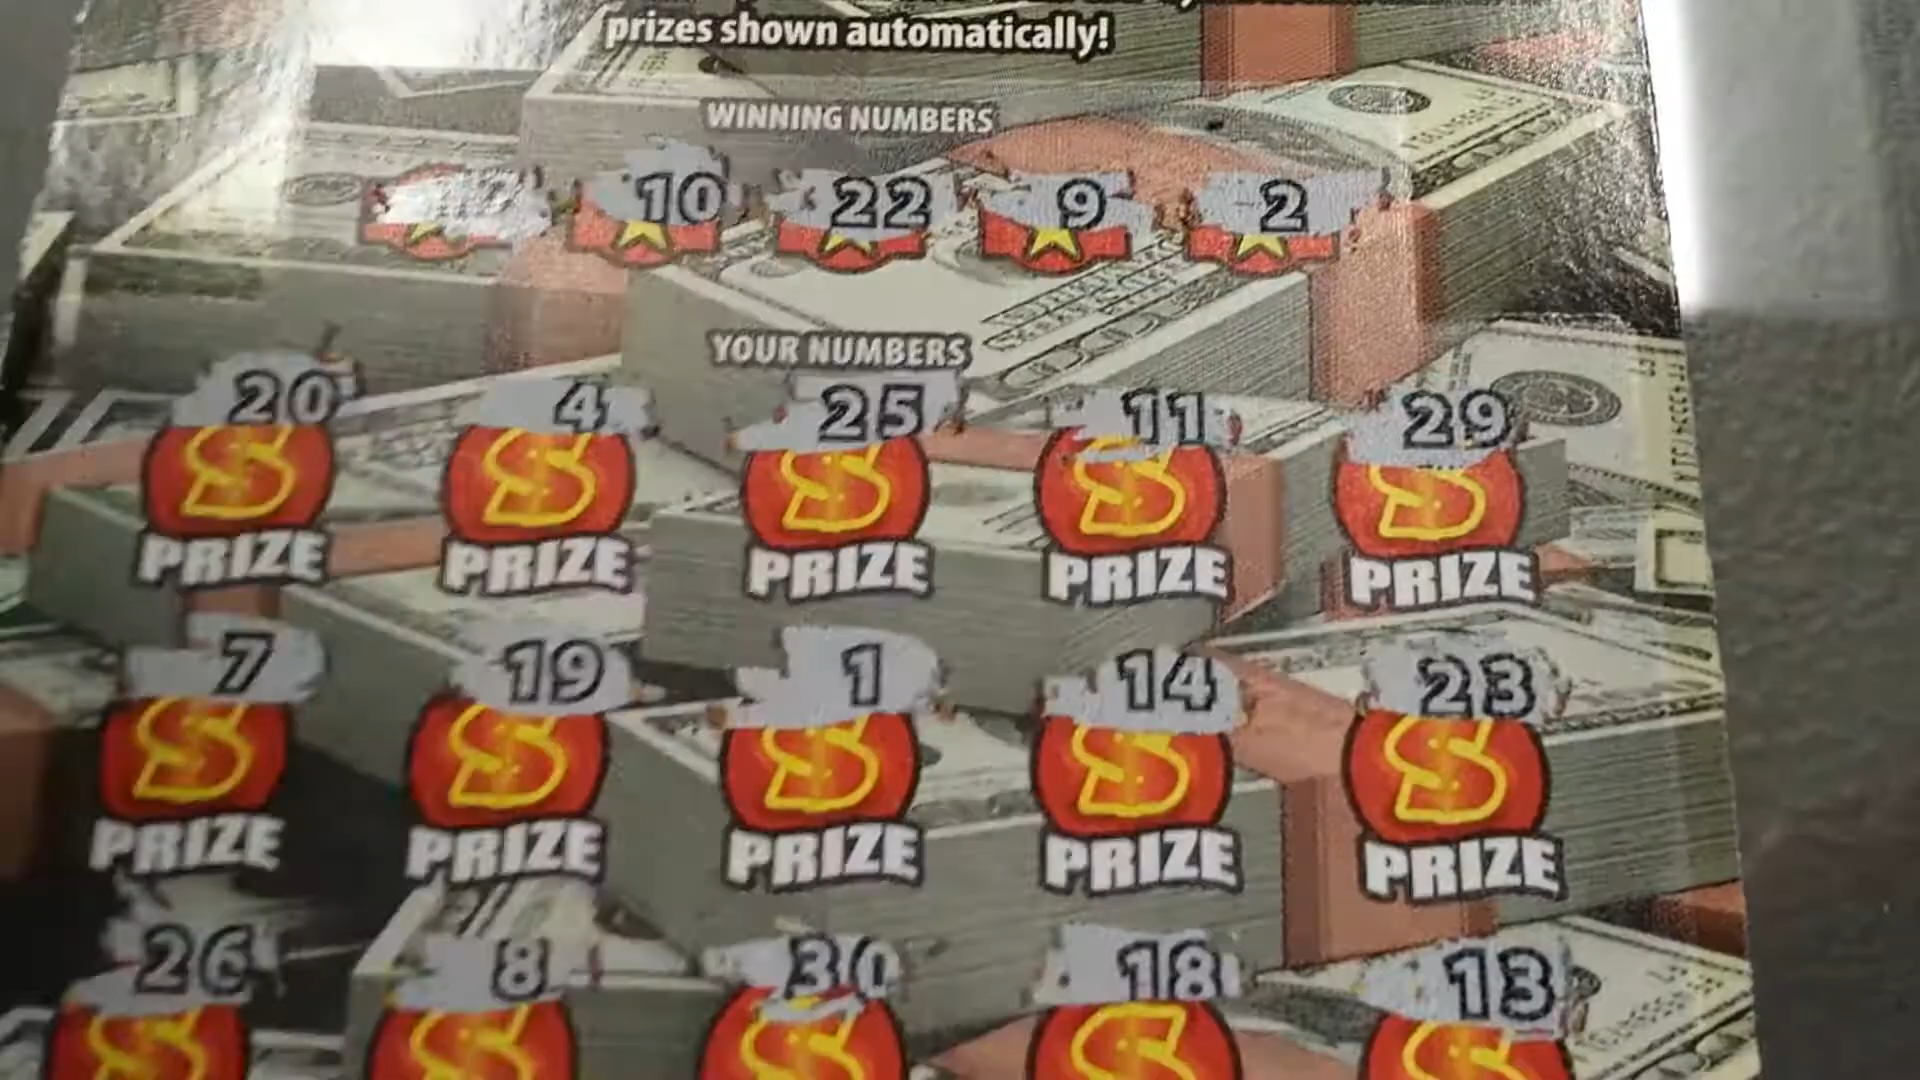 prizes shown automatically!
WINNING NUMBERS
10 22 9 2
YOUR NUMBERS
20 4 25 11 29
PRIZE PRIZE PRIZE PRIZE PRIZE
7 19 1 14 23
PRIZE PRIZE PRIZE PRIZE PRIZE
26 8 30 18 13